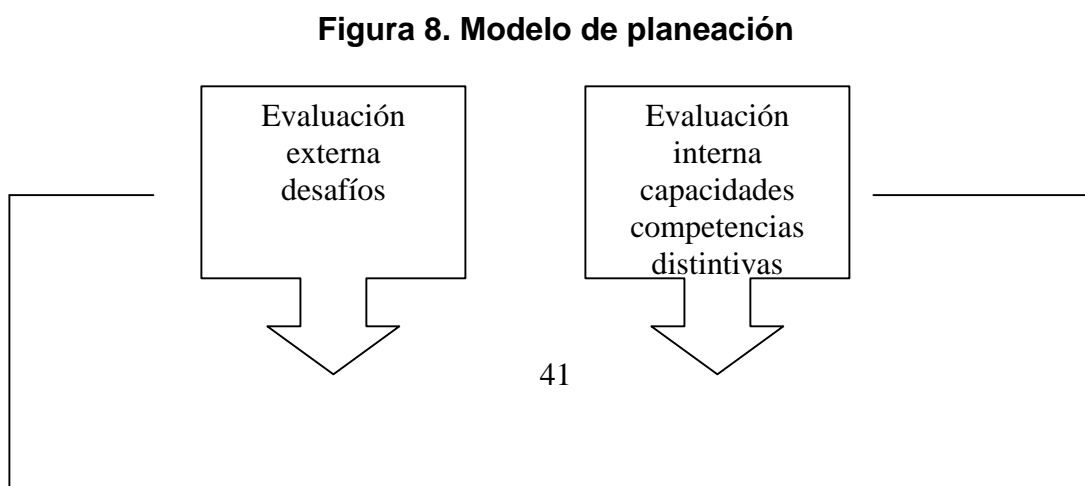 Figura 8. Modelo de planeación
Evaluación
externa
desafíos
Evaluación
interna
capacidades
competencias
distintivas
41